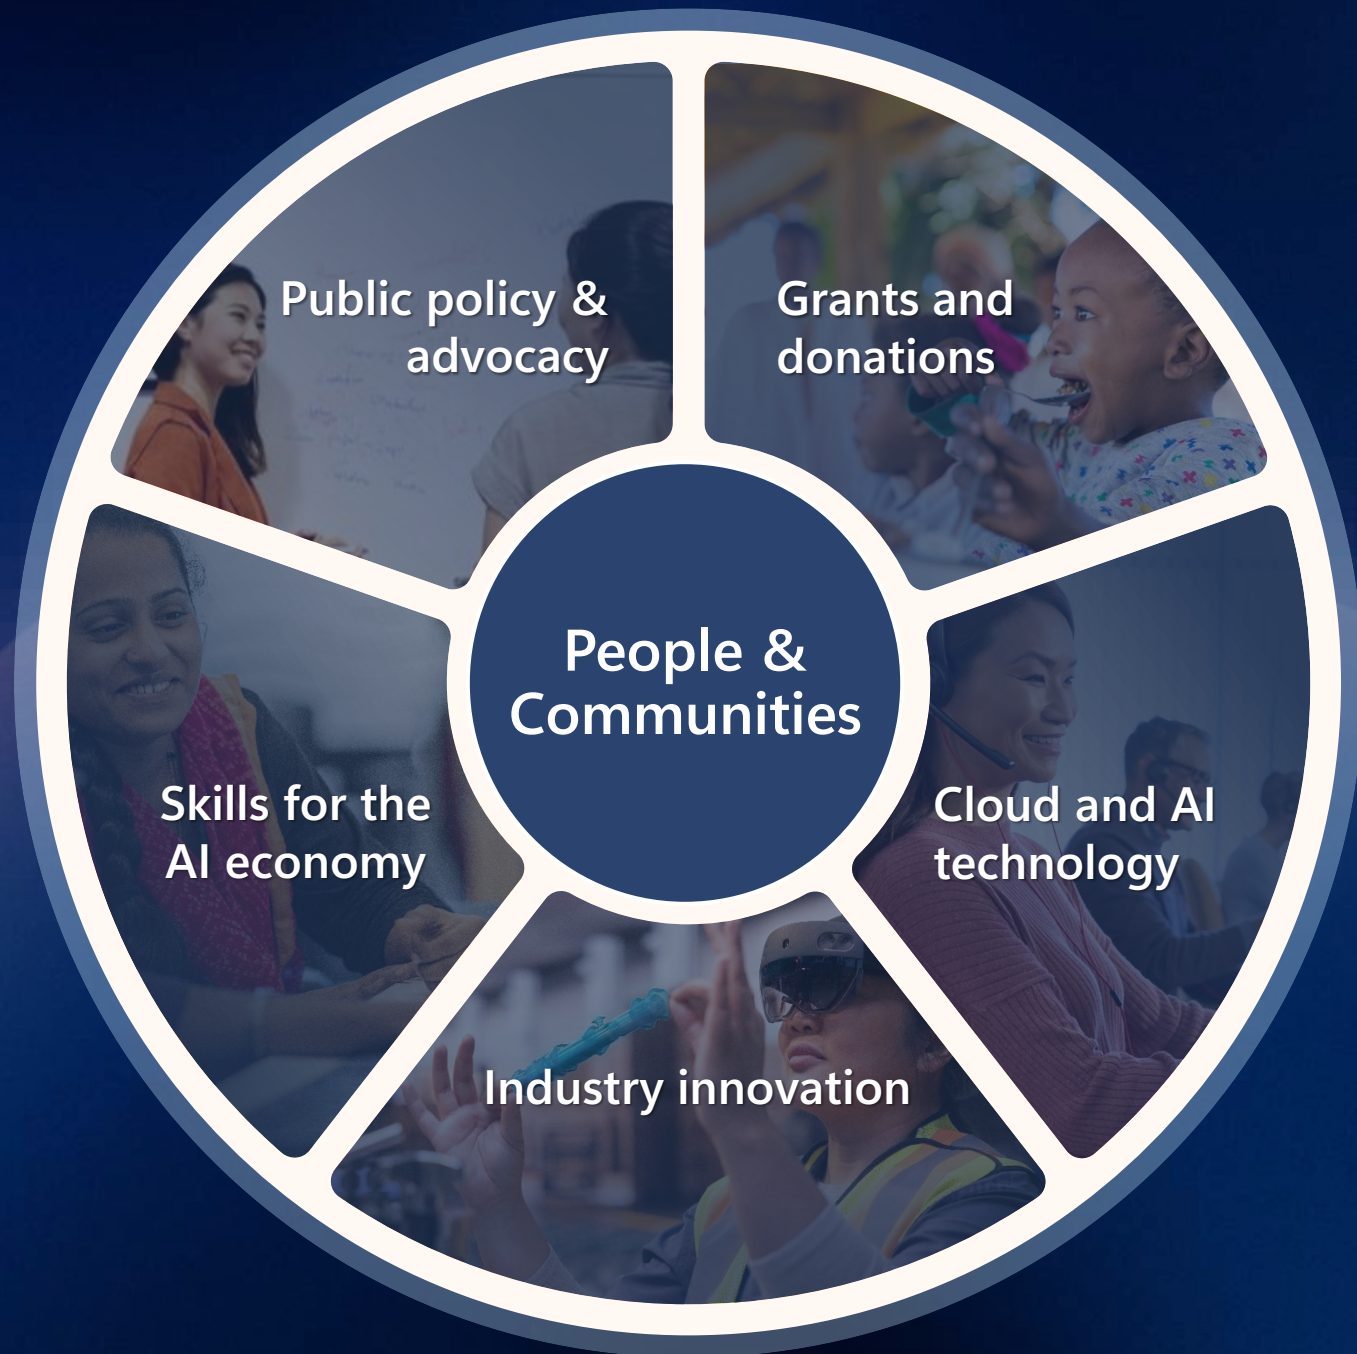 Public policy &
advocacy
Grants and
donations
People &
Communities
Skills for the
AI economy
Cloud and AI
technology
Industry innovation